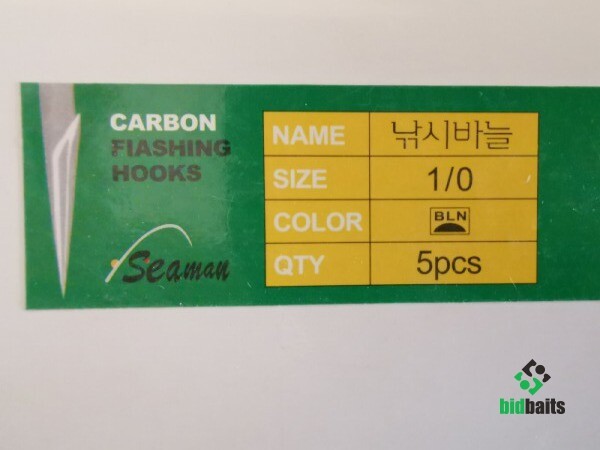 CARBON
FIASHING
HOOKS
Seaman
NAME 낚시바늘
SIZE 1/0
COLOR BLN
QTY 5pcs
bidbaits